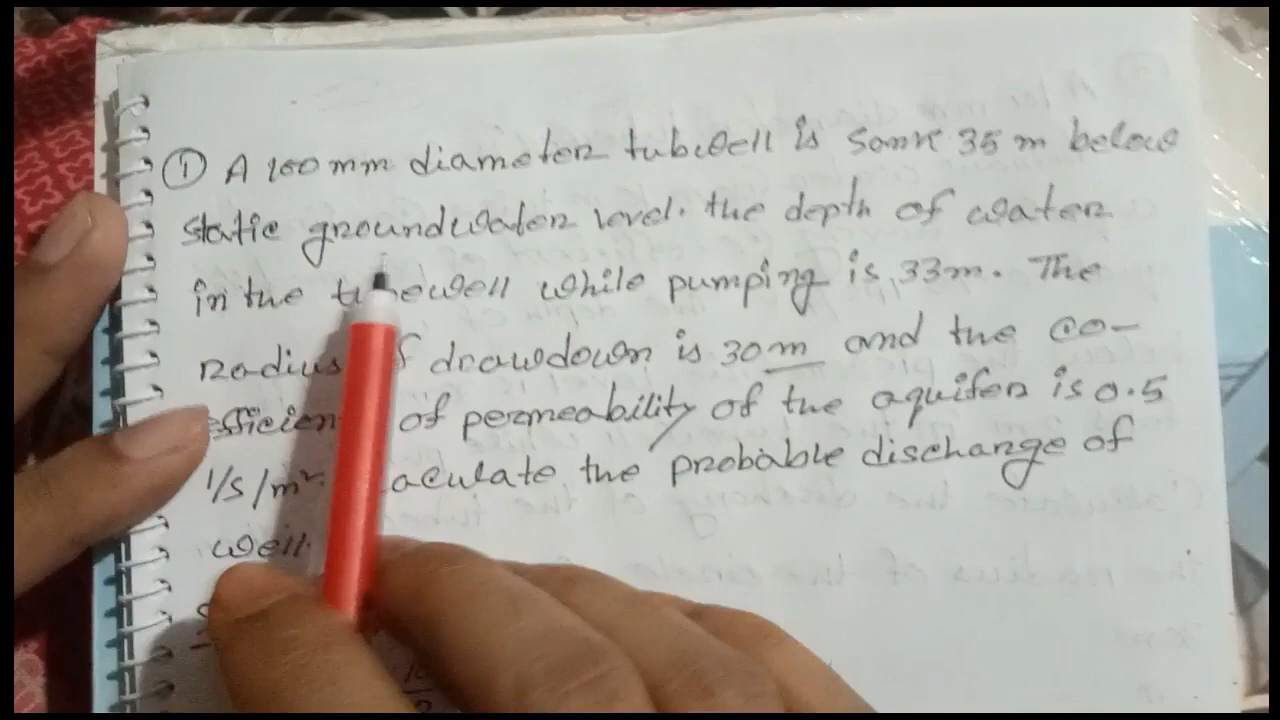 ① A 100 mm diameter tubwell is some 35 m below
static groundwater level. the depth of water
in the tubewell while pumping is 33m. The
radius of drawdown is 30m and the co-
efficient of permeability of the aquifer is 0.5
l/s/m². the probable discharge of
well.